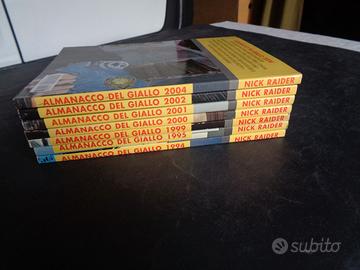 ALMANACCO DEL GIALLO 2004 NICK RAIDER
ALMANACCO DEL GIALLO 2002 NICK RAIDER
ALMANACCO DEL GIALLO 2001 NICK RAIDER
ALMANACCO DEL GIALLO 2000 NICK RAIDER
ALMANACCO DEL GIALLO 1999 NICK RAIDER
ALMANACCO DEL GIALLO 1995 NICK RAIDER
ALMANACCO DEL GIALLO 1994
subito